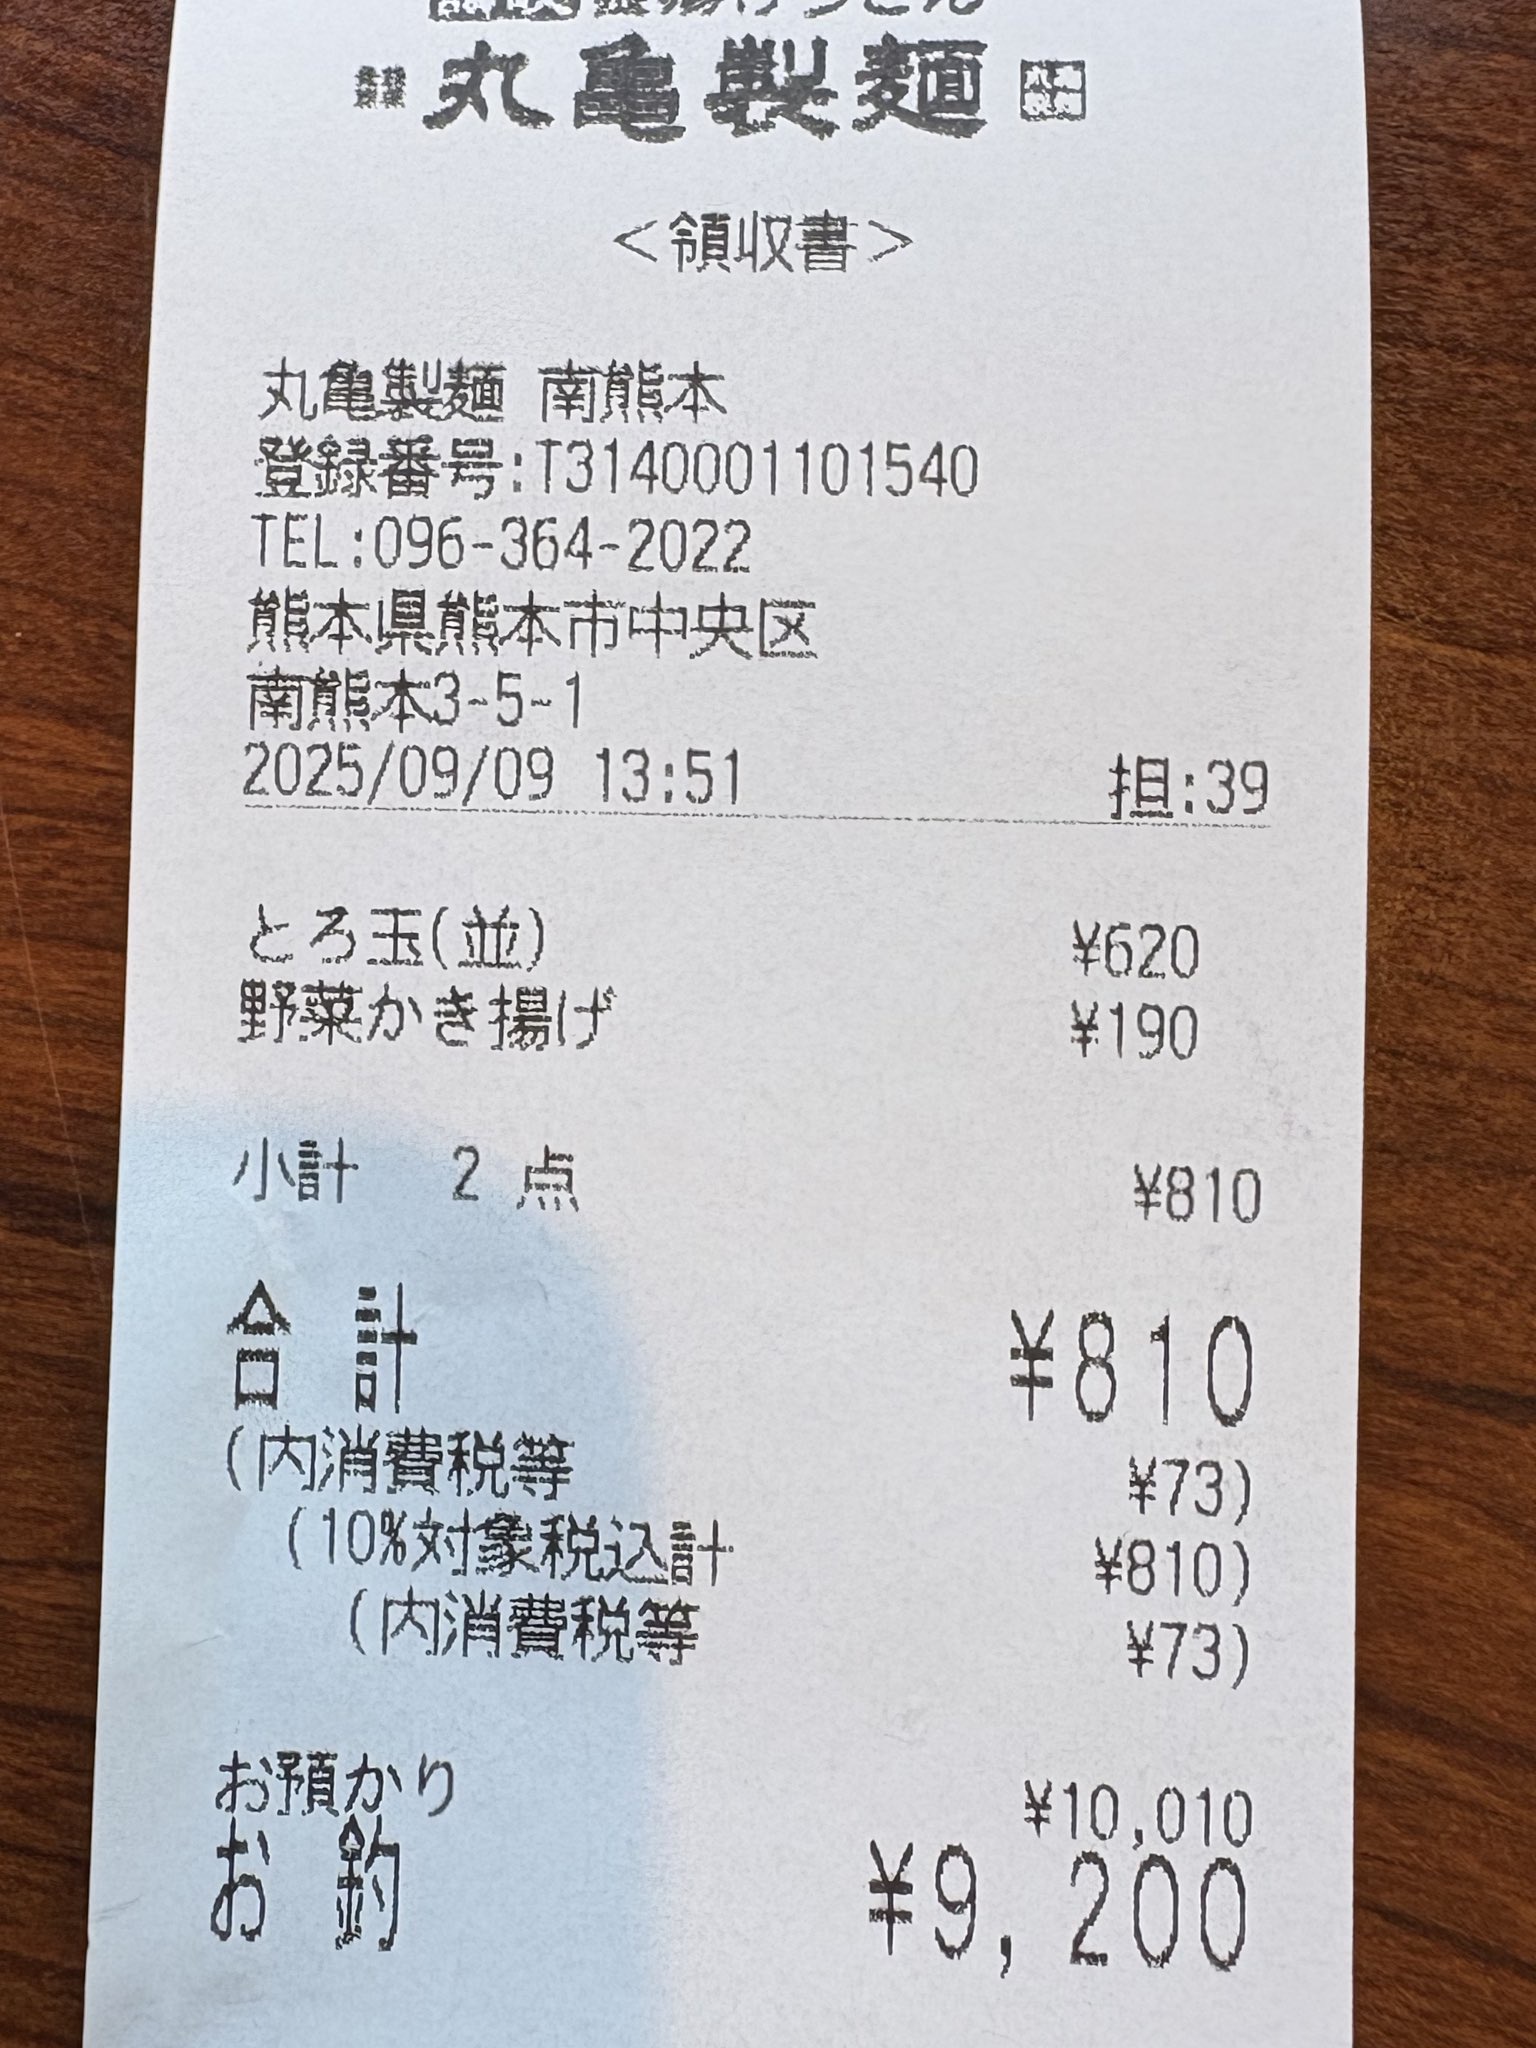 丸亀製麺
<領収書>
丸亀製麺 南熊本
登録番号:T3140001101540
TEL:096-364-2022
熊本県熊本市中央区
南熊本3-5-1
2025/09/09 13:51 担:39
とろ玉(並) ¥620
野菜かき揚げ ¥190
小計 2 点 ¥810
合計 ¥810
(内消費税等 ¥73)
(10%対象税込計 ¥810)
(内消費税等 ¥73)
お預かり ¥10,010
お釣 ¥9,200